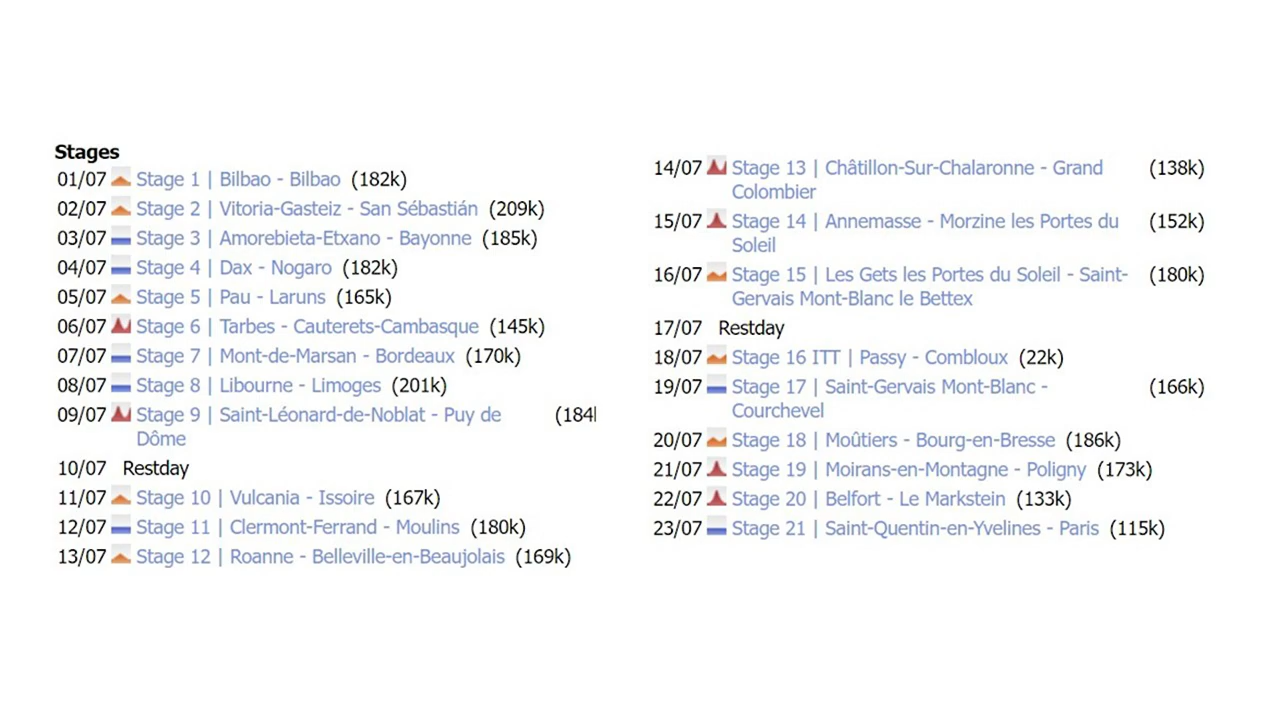 Stages
01/07 Stage 1 | Bilbao - Bilbao (182k)
02/07 Stage 2 | Vitoria-Gasteiz - San Sébastián (209k)
03/07 Stage 3 | Amorebieta-Etxano - Bayonne (185k)
04/07 Stage 4 | Dax - Nogaro (182k)
05/07 Stage 5 | Pau - Laruns (165k)
06/07 Stage 6 | Tarbes - Cauterets-Cambasque (145k)
07/07 Stage 7 | Mont-de-Marsan - Bordeaux (170k)
08/07 Stage 8 | Libourne - Limoges (201k)
09/07 Stage 9 | Saint-Léonard-de-Noblat - Puy de (184k
Dôme
10/07 Restday
11/07 Stage 10 | Vulcania - Issoire (167k)
12/07 Stage 11 | Clermont-Ferrand - Moulins (180k)
13/07 Stage 12 | Roanne - Belleville-en-Beaujolais (169k)
14/07 Stage 13 | Châtillon-Sur-Chalaronne - Grand (138k)
Colombier
15/07 Stage 14 | Annemasse - Morzine les Portes du (152k)
Soleil
16/07 Stage 15 | Les Gets les Portes du Soleil - Saint- (180k)
Gervais Mont-Blanc le Bettex
17/07 Restday
18/07 Stage 16 ITT | Passy - Combloux (22k)
19/07 Stage 17 | Saint-Gervais Mont-Blanc - (166k)
Courchevel
20/07 Stage 18 | Moûtiers - Bourg-en-Bresse (186k)
21/07 Stage 19 | Moirans-en-Montagne - Poligny (173k)
22/07 Stage 20 | Belfort - Le Markstein (133k)
23/07 Stage 21 | Saint-Quentin-en-Yvelines - Paris (115k)